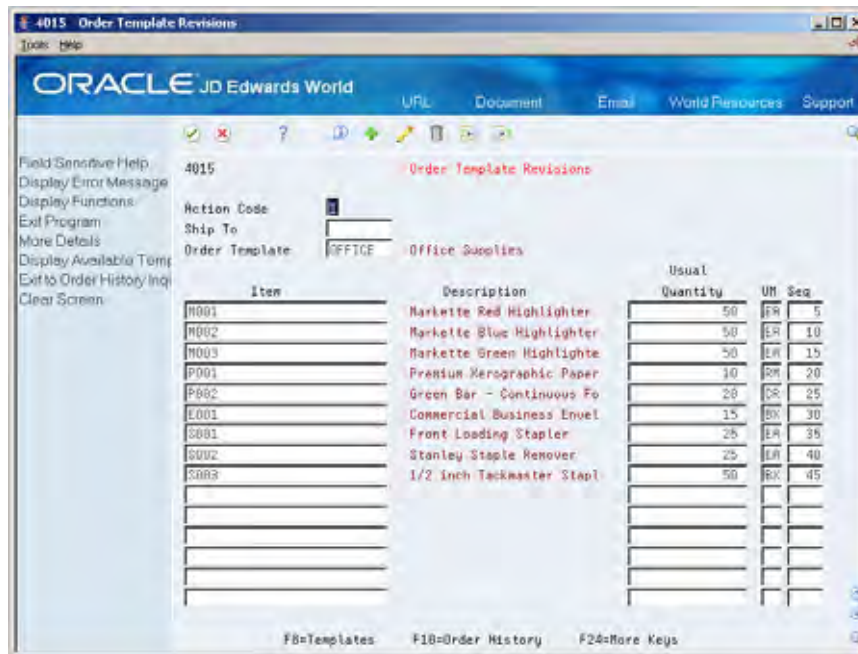 4015 Order Template Revisions
Tools Help
ORACLE JD Edwards World
URL Document Email World Resources Support
?
Field Sensitive Help
Display Error Message
Display Functions
Exit Program
More Details
Display Available Temp
Exit to Order History Inqi
Clear Screen
4015 Order Template Revisions
Action Code
Ship To
Order Template OFFICE Office Supplies
Usual
Item Description Quantity UM Seq
M001 Markette Red Highlighter 50 EA 5
M002 Markette Blue Highlighter 50 EA 10
M003 Markette Green Highlighte 50 EA 15
P001 Premium Xerographic Paper 10 RM 20
P002 Green Bar - Continuous Fo 20 CR 25
E001 Commercial Business Envel 15 BX 30
S001 Front Loading Stapler 25 EA 35
S002 Stanley Staple Remover 25 EA 40
S003 1/2 inch Tackmaster Stapl 50 BX 45
F8=Templates F18=Order History F24=More Keys